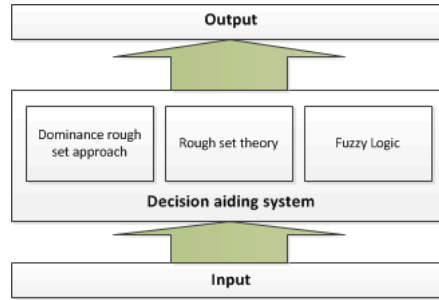 Output
Dominance rough
set approach
Rough set theory
Fuzzy Logic
Decision aiding system
Input